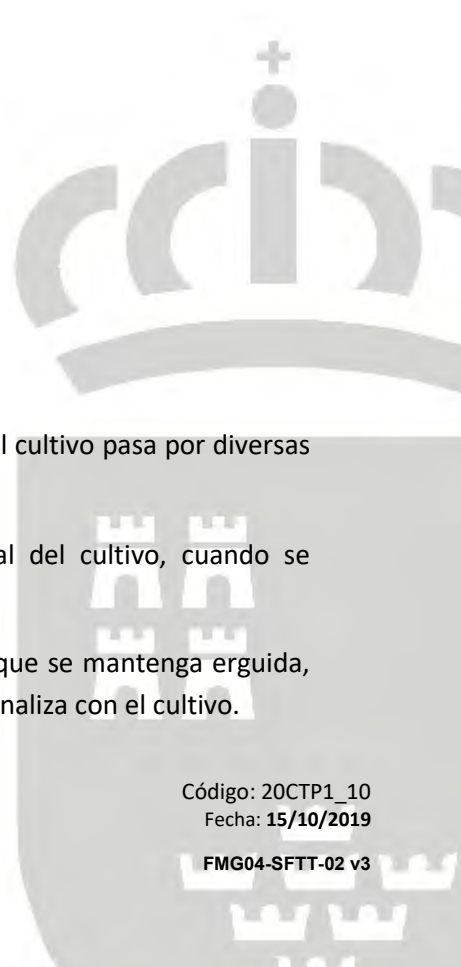 l cultivo pasa por diversas
al del cultivo, cuando se
que se mantenga erguida,
naliza con el cultivo.
Código: 20CTP1_10
Fecha: 15/10/2019
FMG04-SFTT-02 v3